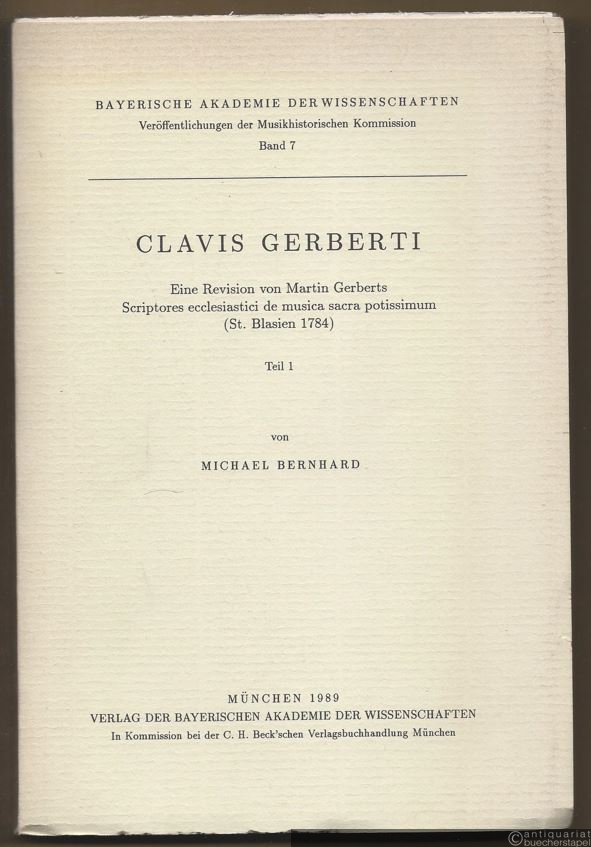 BAYERISCHE AKADEMIE DER WISSENSCHAFTEN
Veröffentlichungen der Musikhistorischen Kommission
Band 7
CLAVIS GERBERTI
Eine Revision von Martin Gerberts
Scriptores ecclesiastici de musica sacra potissimum
(St. Blasien 1784)
Teil 1
von
MICHAEL BERNHARD
MÜNCHEN 1989
VERLAG DER BAYERISCHEN AKADEMIE DER WISSENSCHAFTEN
In Kommission bei der C. H. Beck'schen Verlagsbuchhandlung München
©antiquariat
buecherstapel